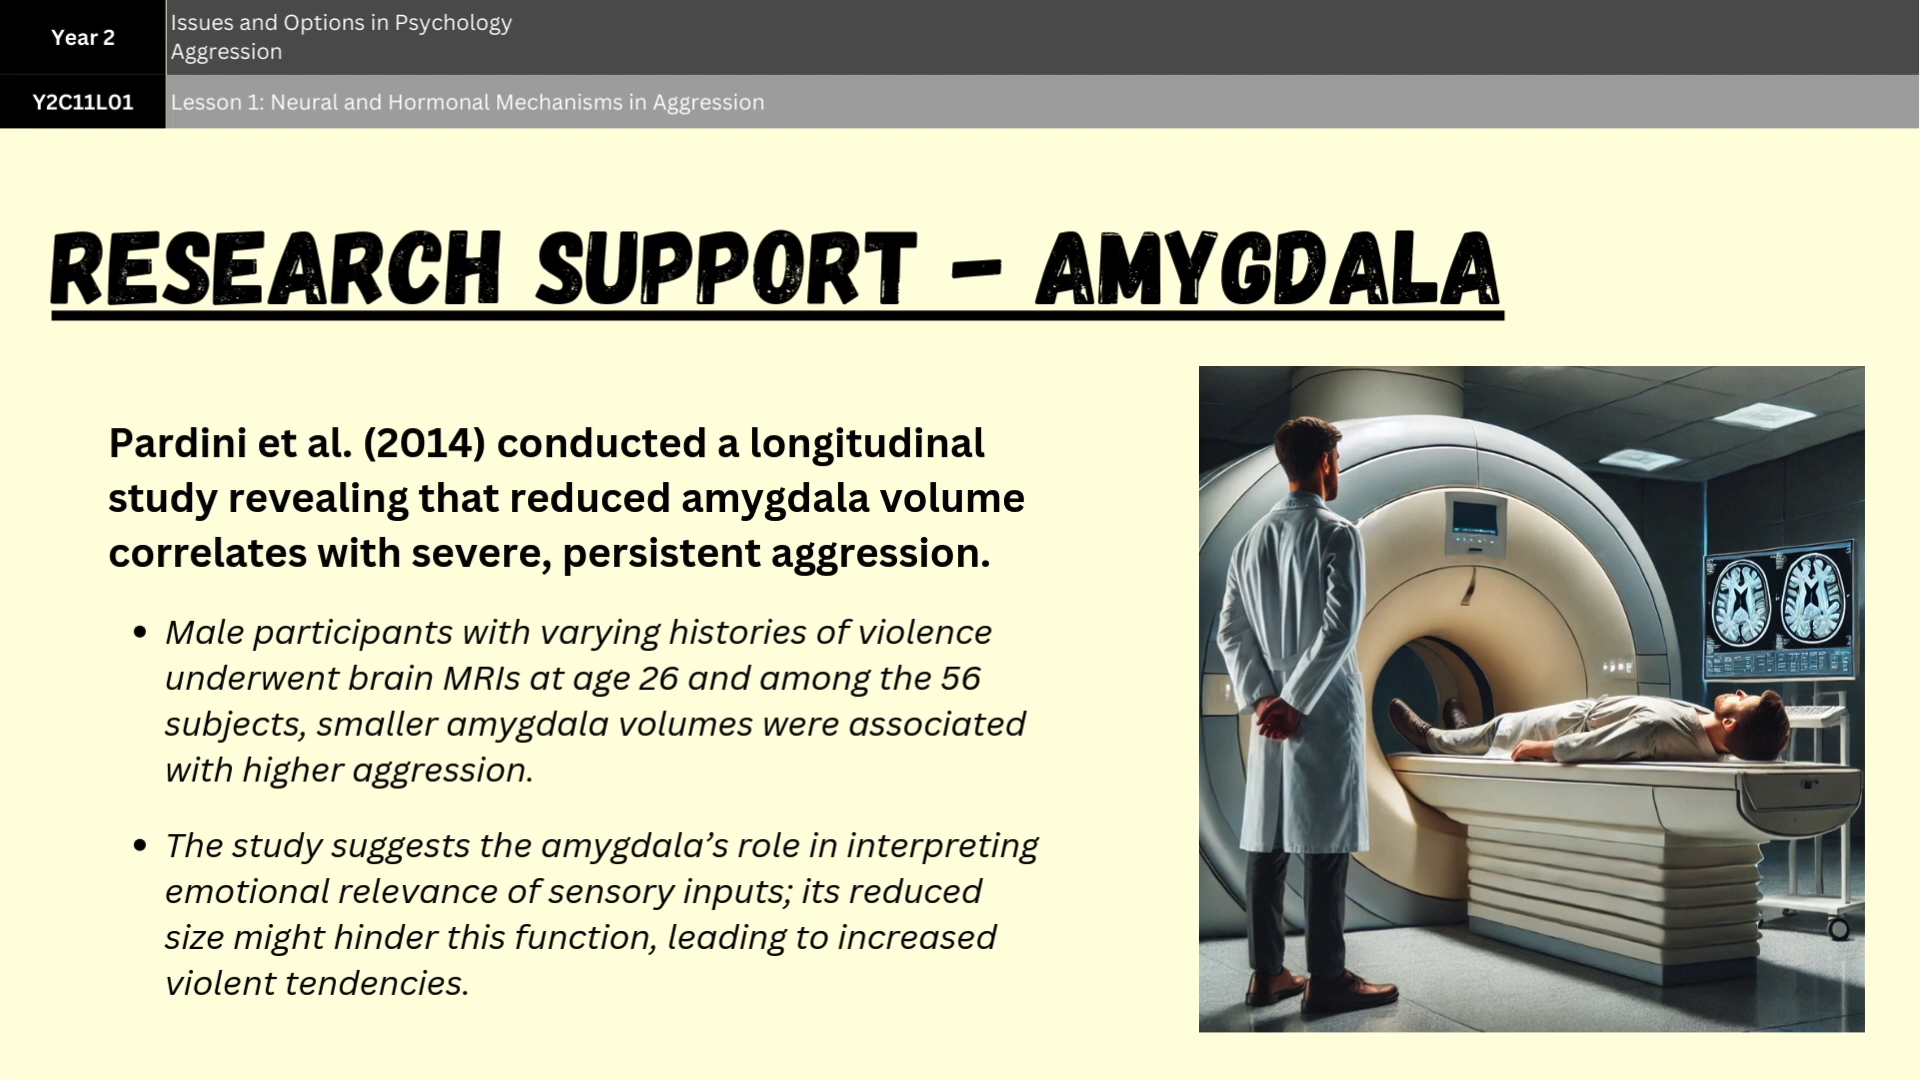 Year 2
Issues and Options in Psychology
Aggression
Y2C11L01
Lesson 1: Neural and Hormonal Mechanisms in Aggression
RESEARCH SUPPORT - AMYGDALA
Pardini et al. (2014) conducted a longitudinal
study revealing that reduced amygdala volume
correlates with severe, persistent aggression.
• Male participants with varying histories of violence
underwent brain MRIs at age 26 and among the 56
subjects, smaller amygdala volumes were associated
with higher aggression.
• The study suggests the amygdala’s role in interpreting
emotional relevance of sensory inputs; its reduced
size might hinder this function, leading to increased
violent tendencies.